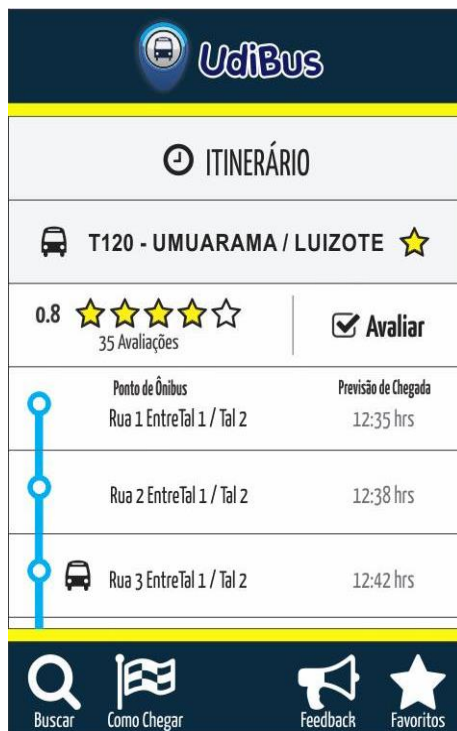 UdiBus
ITINERÁRIO
T120 - UMUARAMA / LUIZOTE
0.8
35 Avaliações
Avaliar
Ponto de Ônibus Previsão de Chegada
Rua 1 EntreTal 1 / Tal 2 12:35 hrs
Rua 2 EntreTal 1 / Tal 2 12:38 hrs
Rua 3 EntreTal 1 / Tal 2 12:42 hrs
Buscar Como Chegar Feedback Favoritos